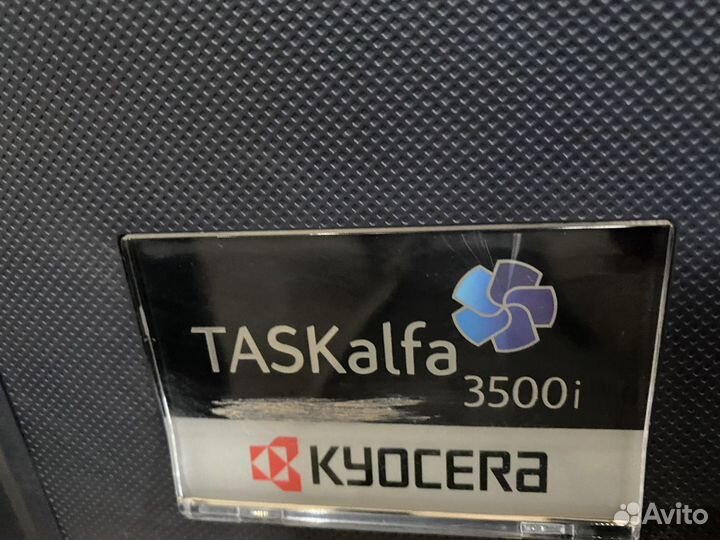 TASKalfa
3500i
KYOCERA
Avito